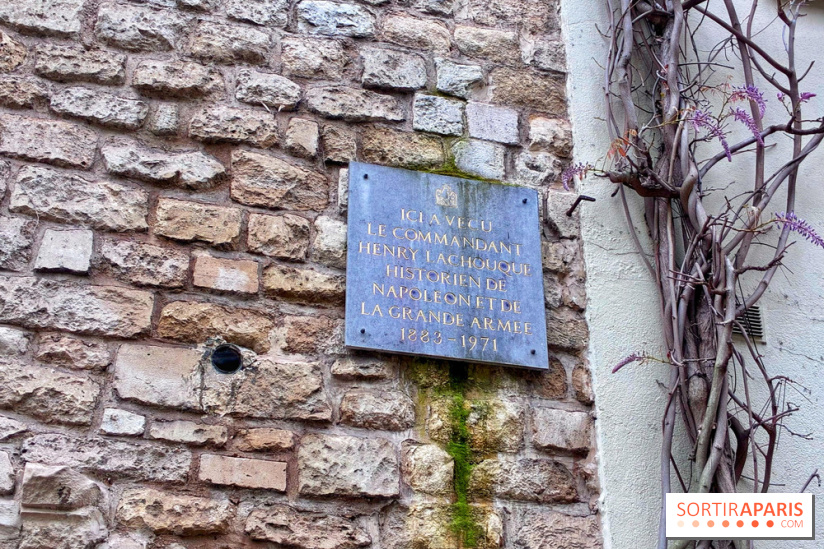 ICI A VÉCU
LE COMMANDANT
HENRY LACHOUQUE
HISTORIEN DE
NAPOLÉON ET DE
LA GRANDE ARMÉE
1883-1971
SORTIRAPARIS
.COM